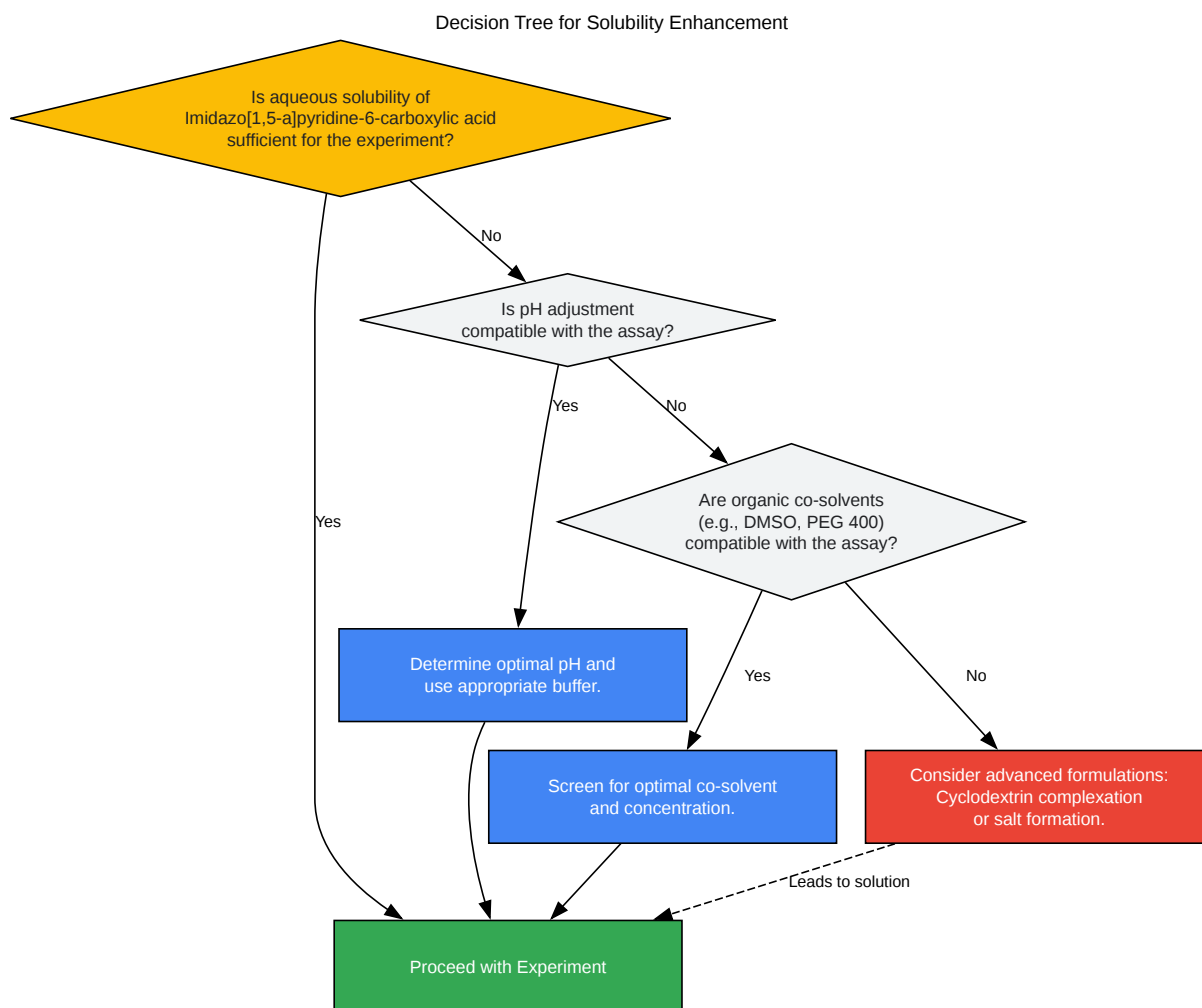 Decision Tree for Solubility Enhancement
Is aqueous solubility of
Imidazo[1,5-a]pyridine-6-carboxylic acid
sufficient for the experiment?
No
Is pH adjustment
compatible with the assay?
Yes
No
Are organic co-solvents
(e.g., DMSO, PEG 400)
compatible with the assay?
Yes
Determine optimal pH and
use appropriate buffer.
Yes
No
Screen for optimal co-solvent
and concentration.
Consider advanced formulations:
Cyclodextrin complexation
or salt formation.
Leads to solution
Proceed with Experiment